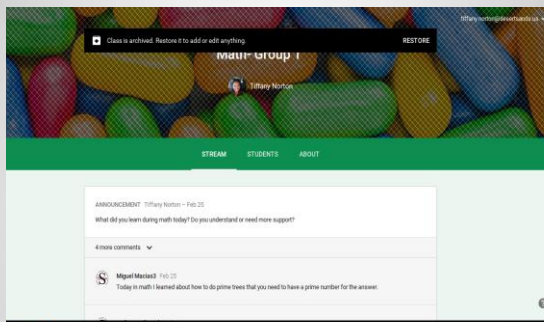 tiffany.norton@desertsands.us
Class is archived. Restore it to add or edit anything.
RESTORE
Math- Group 1
Tiffany Norton
STREAM
STUDENTS
ABOUT
ANNOUNCEMENT Tiffany Norton – Feb 25
What did you learn during math today? Do you understand or need more support?
4 more comments
S
Miguel Macias3 Feb 25
Today in math I learned about how to do prime trees that you need to have a prime number for the answer.